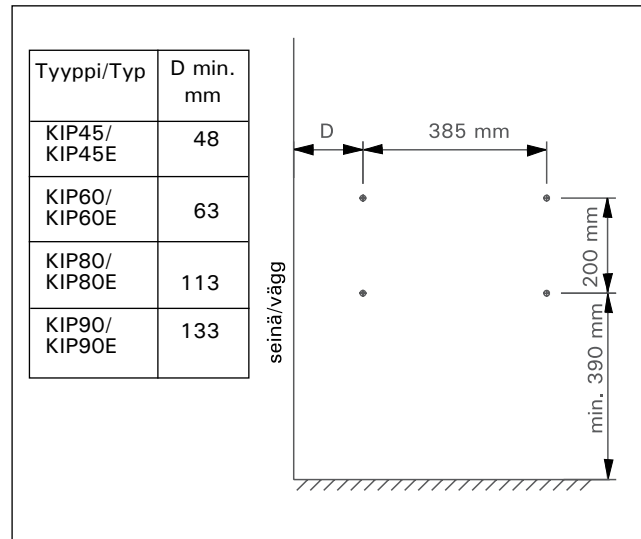 Tyyppi/Typ
D min.
mm
KIP45/
KIP45E
48
KIP60/
KIP60E
63
KIP80/
KIP80E
113
KIP90/
KIP90E
133
seinä/vägg
D
385 mm
200 mm
min. 390 mm